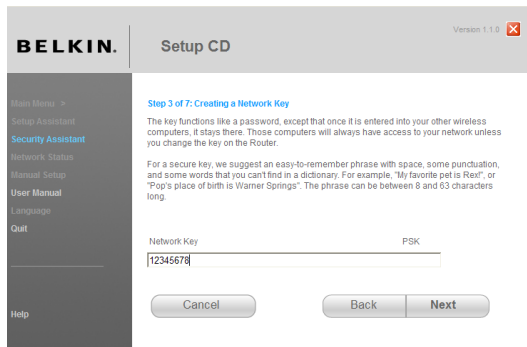 Version 1.1.0
BELKIN.
Setup CD
Main Menu >
Setup Assistant
Security Assistant
Network Status
Manual Setup
User Manual
Language
Quit
Help
Step 3 of 7: Creating a Network Key
The key functions like a password, except that once it is entered into your other wireless
computers, it stays there. Those computers will always have access to your network unless
you change the key on the Router.
For a secure key, we suggest an easy-to-remember phrase with space, some punctuation,
and some words that you can't find in a dictionary. For example, "My favorite pet is Rex!", or
"Pop's place of birth is Warner Springs". The phrase can be between 8 and 63 characters
long.
Network Key PSK
12345678
Cancel Back Next